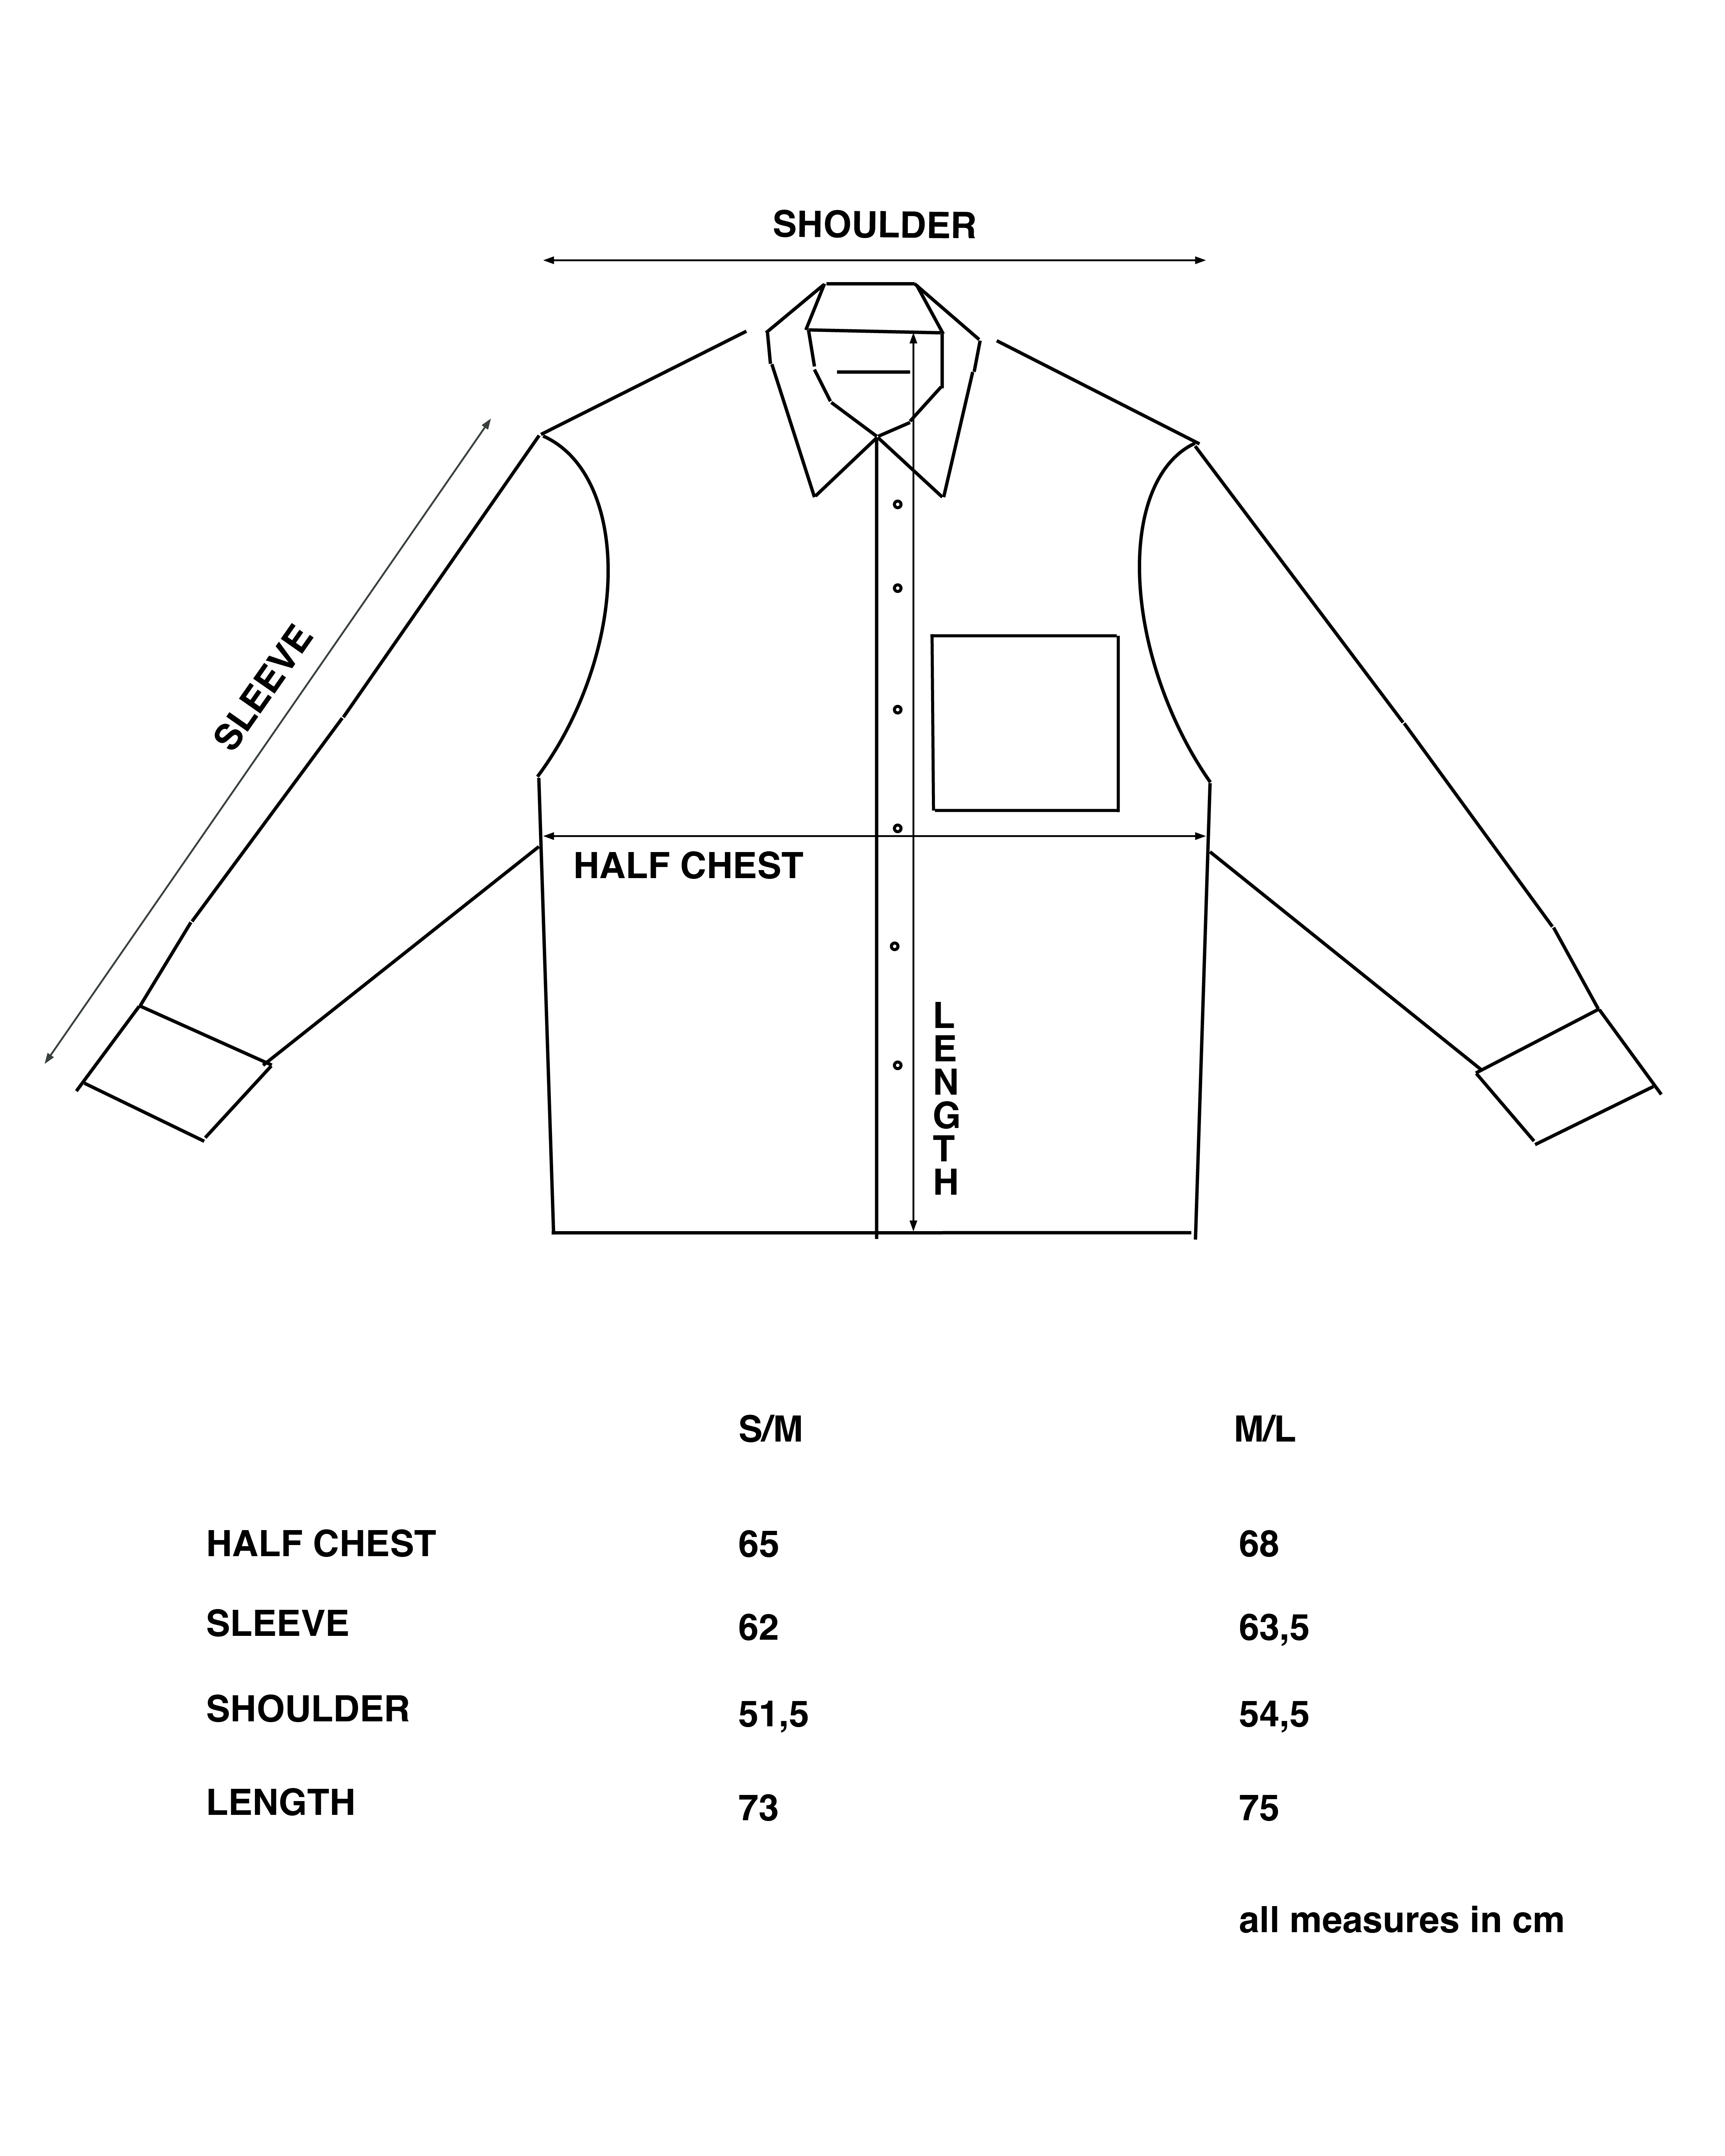 SHOULDER
SLEEVE
HALF CHEST
LENGTH
S/M M/L
HALF CHEST 65 68
SLEEVE 62 63,5
SHOULDER 51,5 54,5
LENGTH 73 75
all measures in cm